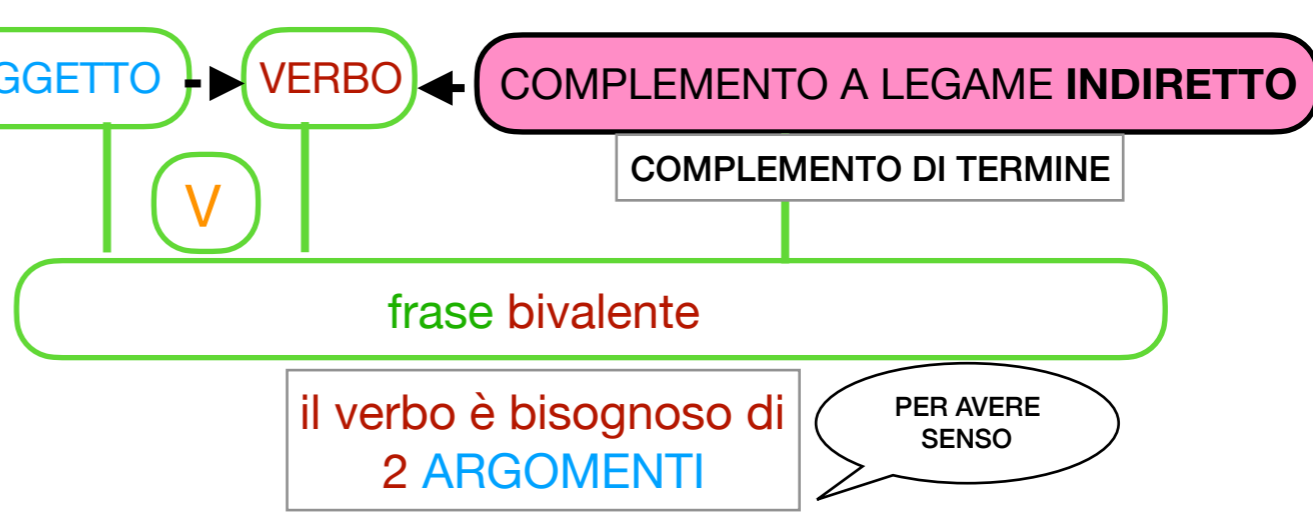 GGETTO
VERBO
COMPLEMENTO A LEGAME INDIRETTO
COMPLEMENTO DI TERMINE
V
frase bivalente
il verbo è bisognoso di
2 ARGOMENTI
PER AVERE
SENSO